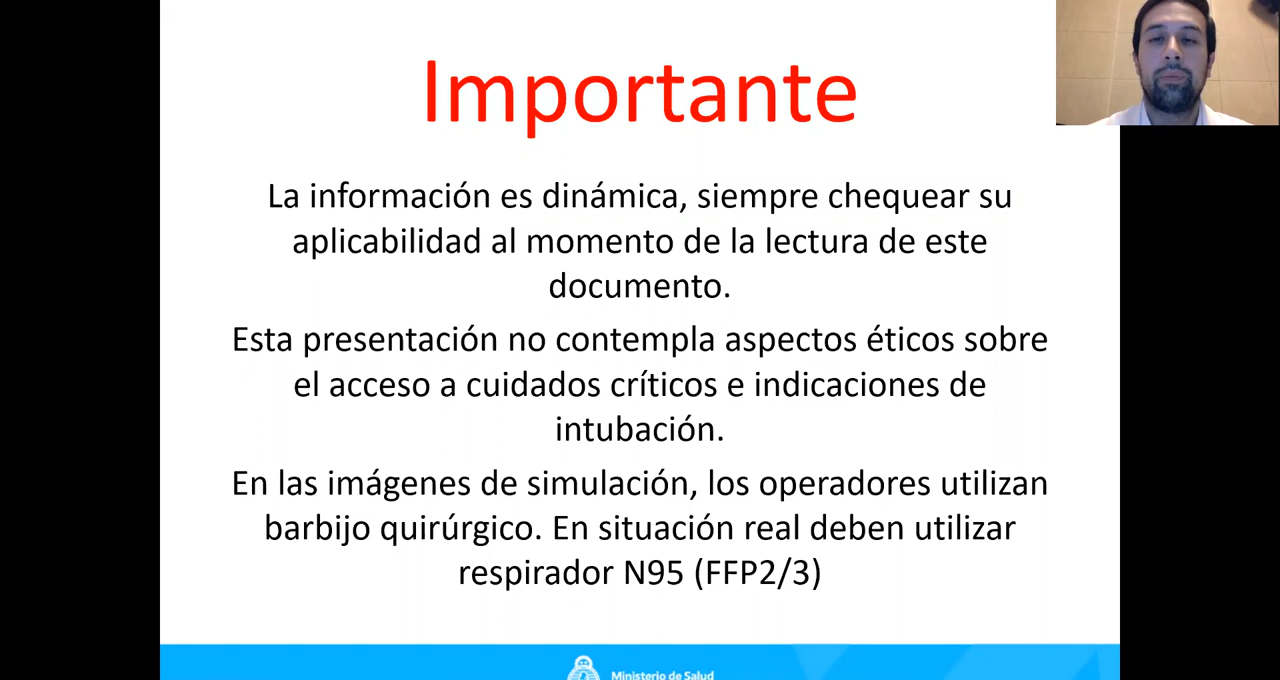 Importante
La información es dinámica, siempre chequear su
aplicabilidad al momento de la lectura de este
documento.
Esta presentación no contempla aspectos éticos sobre
el acceso a cuidados críticos e indicaciones de
intubación.
En las imágenes de simulación, los operadores utilizan
barbijo quirúrgico. En situación real deben utilizar
respirador N95 (FFP2/3)
Ministerio de Salud